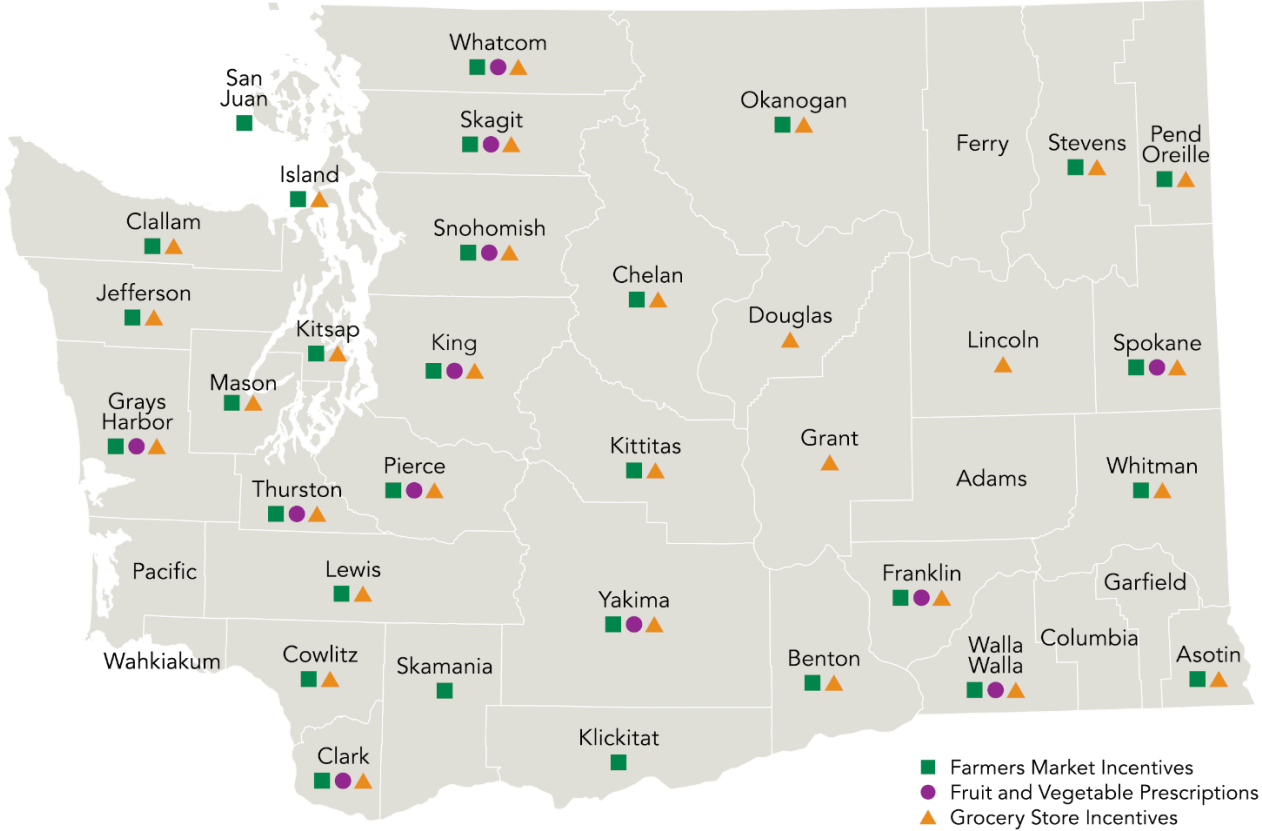 Whatcom
San
Juan
Okanogan
Skagit
Ferry
Stevens
Pend
Oreille
Island
Clallam
Snohomish
Chelan
Jefferson
Douglas
Kitsap
King
Lincoln
Spokane
Mason
Grays
Harbor
Grant
Kittitas
Pierce
Whitman
Adams
Thurston
Pacific
Lewis
Franklin
Garfield
Yakima
Columbia
Walla
Walla
Wahkiakum
Cowlitz
Skamania
Benton
Asotin
Klickitat
Clark
Farmers Market Incentives
Fruit and Vegetable Prescriptions
Grocery Store Incentives